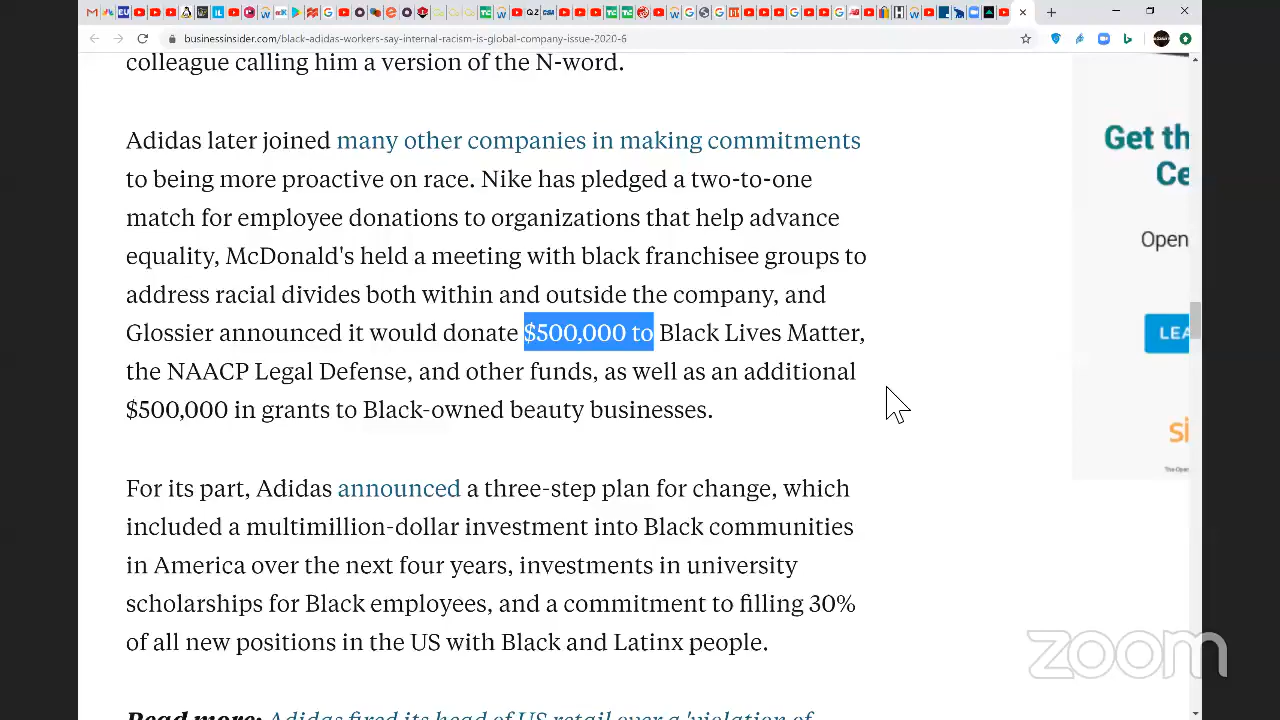 businessinsider.com/black-adidas-workers-say-internal-racism-is-global-company-issue-2020-6
colleague calling him a version of the N-word.
Adidas later joined many other companies in making commitments
to being more proactive on race. Nike has pledged a two-to-one
match for employee donations to organizations that help advance
equality, McDonald's held a meeting with black franchisee groups to
address racial divides both within and outside the company, and
Glossier announced it would donate $500,000 to Black Lives Matter,
the NAACP Legal Defense, and other funds, as well as an additional
$500,000 in grants to Black-owned beauty businesses.
For its part, Adidas announced a three-step plan for change, which
included a multimillion-dollar investment into Black communities
in America over the next four years, investments in university
scholarships for Black employees, and a commitment to filling 30%
of all new positions in the US with Black and Latinx people.
Read more: Adidas fired its head of US retail over a 'violation of
Get th
Ce
Open
LEA
si
The Open
zoom